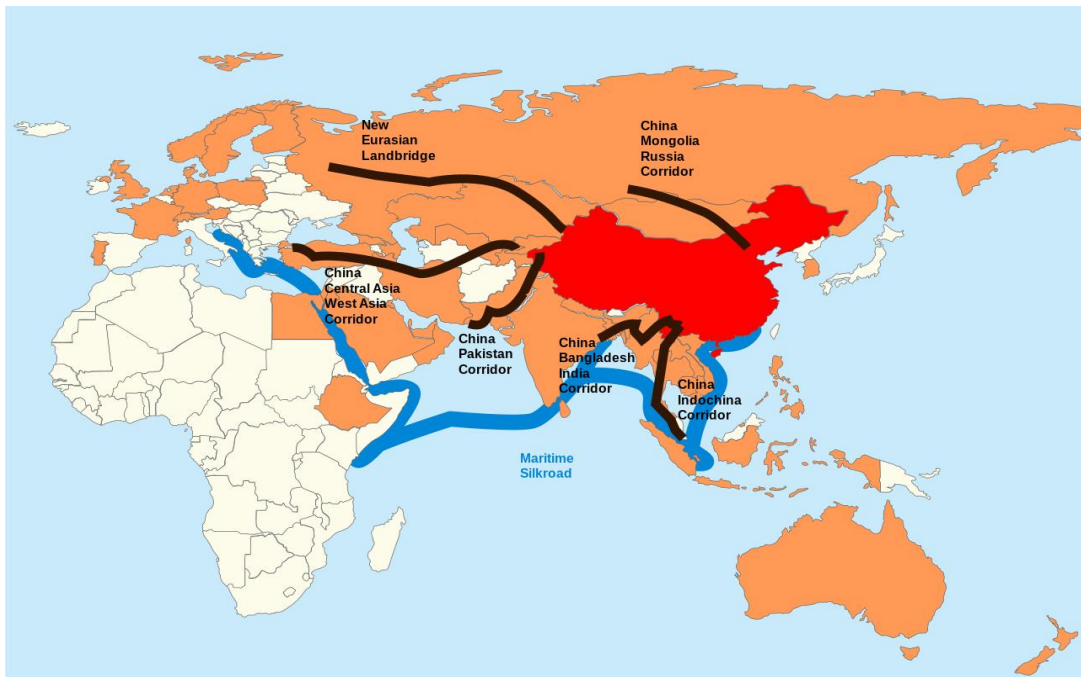 New
Eurasian
Landbridge
China
Mongolia
Russia
Corridor
China
Central Asia
West Asia
Corridor
China
Pakistan
Corridor
China
Bangladesh
India
Corridor
China
Indochina
Corridor
Maritime
Silkroad